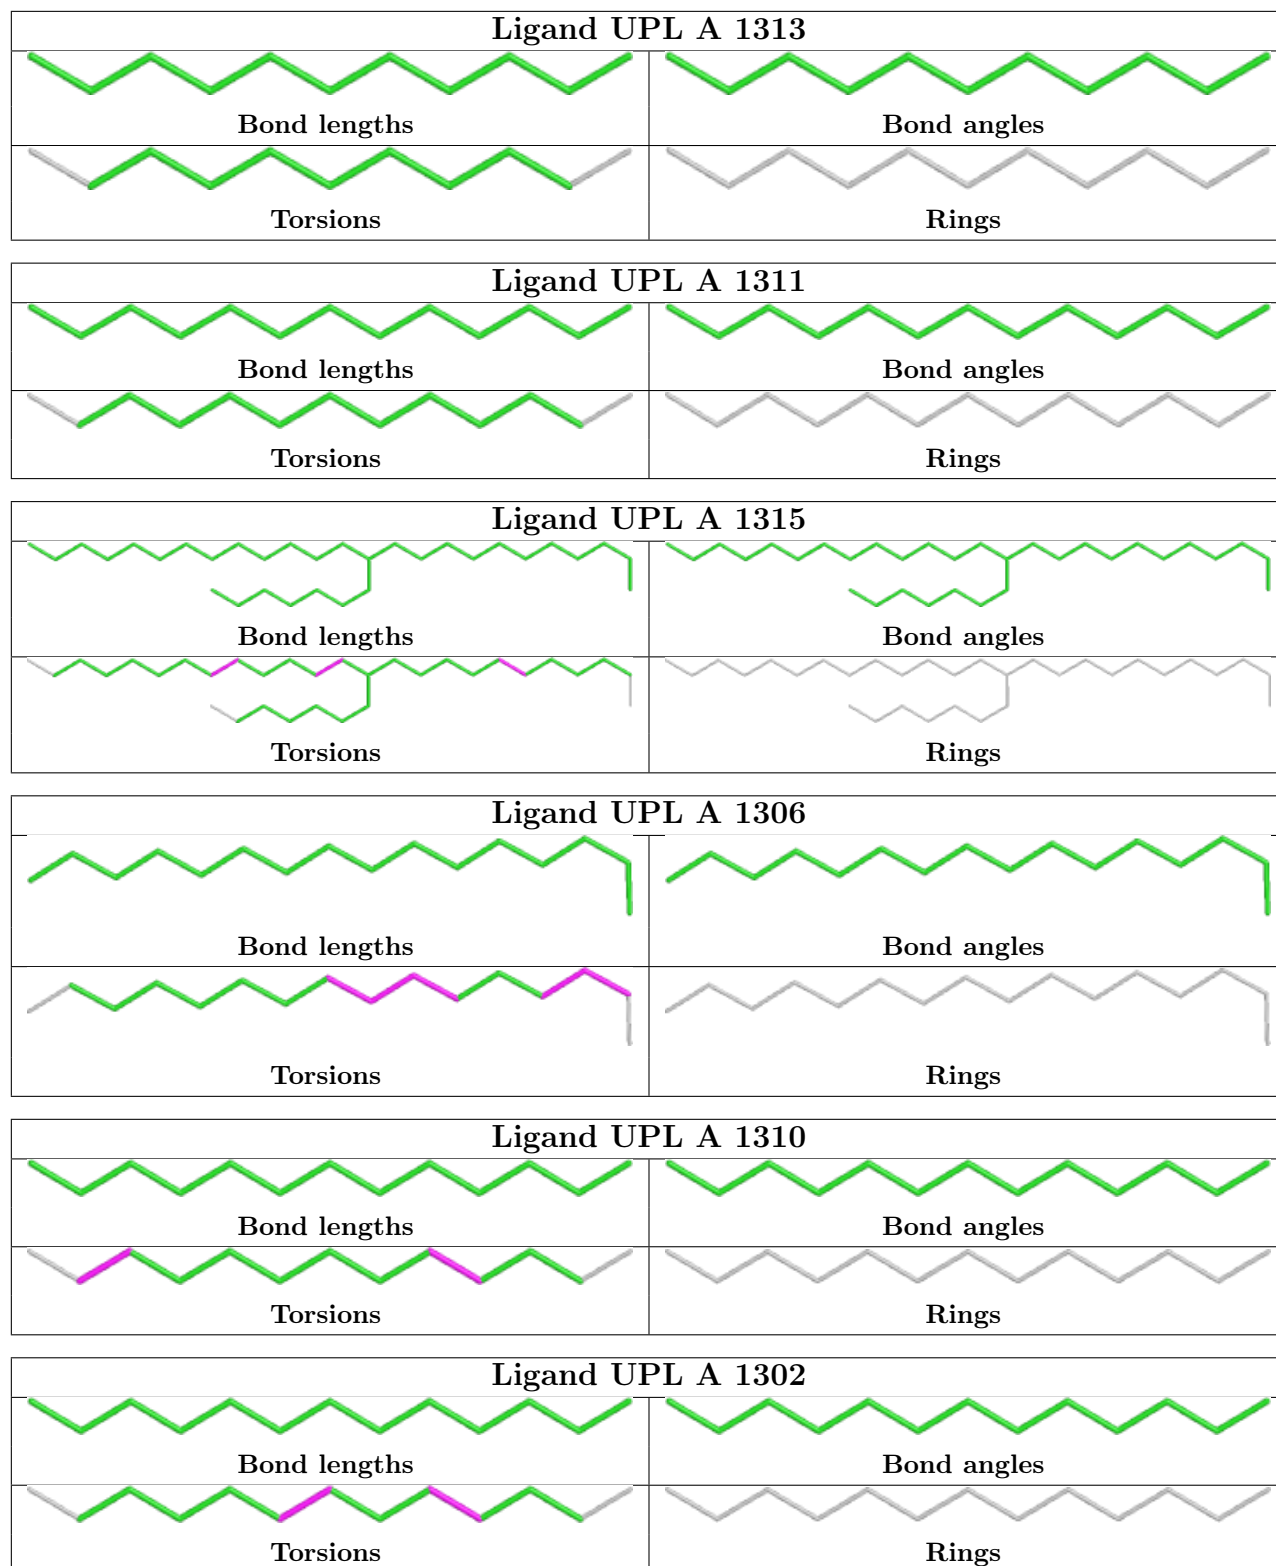 Ligand UPL A 1313
Bond lengths Bond angles
Torsions Rings
Ligand UPL A 1311
Bond lengths Bond angles
Torsions Rings
Ligand UPL A 1315
Bond lengths Bond angles
Torsions Rings
Ligand UPL A 1306
Bond lengths Bond angles
Torsions Rings
Ligand UPL A 1310
Bond lengths Bond angles
Torsions Rings
Ligand UPL A 1302
Bond lengths Bond angles
Torsions Rings